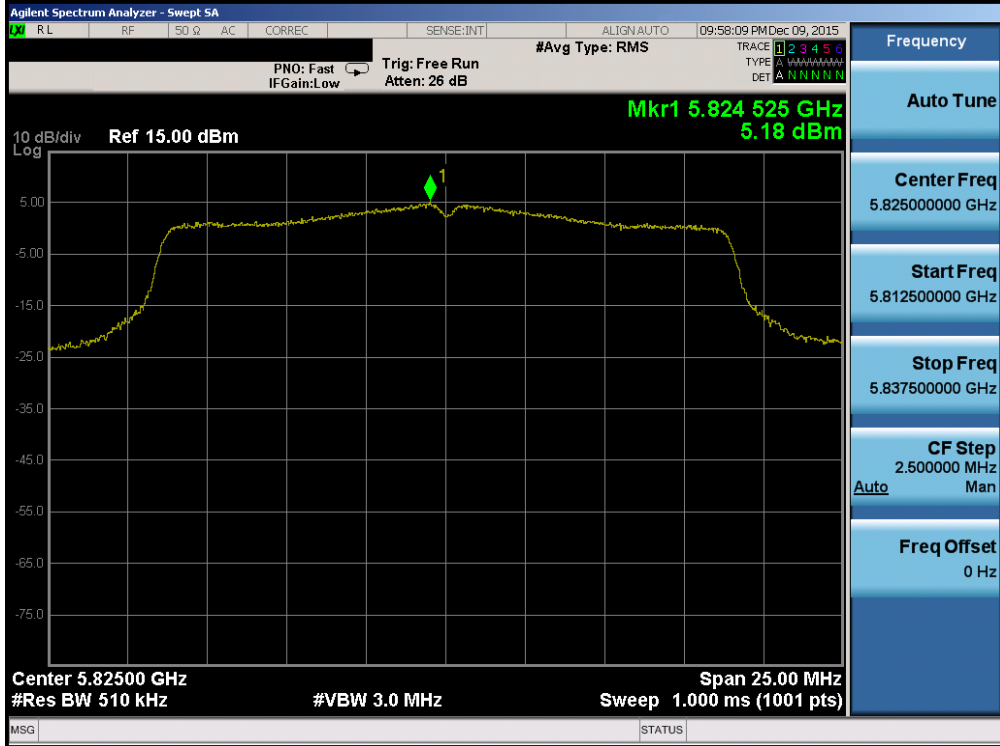 Agilent Spectrum Analyzer - Swept SA
LXI RL RF 50 Ω AC CORREC SENSE:INT ALIGNAUTO 09:58:09 PM Dec 09, 2015
#Avg Type: RMS TRACE 1 2 3 4 5 6
PNO: Fast Trig: Free Run TYPE A WWWWW
IFGain:Low Atten: 26 dB DET A N N N N N
Mkr1 5.824 525 GHz
5.18 dBm
10 dB/div Ref 15.00 dBm
Log
1
5.00
-5.00
-15.0
-25.0
-35.0
-45.0
-55.0
-65.0
-75.0
Center 5.82500 GHz Span 25.00 MHz
#Res BW 510 kHz #VBW 3.0 MHz Sweep 1.000 ms (1001 pts)
MSG STATUS
Frequency
Auto Tune
Center Freq
5.825000000 GHz
Start Freq
5.812500000 GHz
Stop Freq
5.837500000 GHz
CF Step
2.500000 MHz
Auto Man
Freq Offset
0 Hz